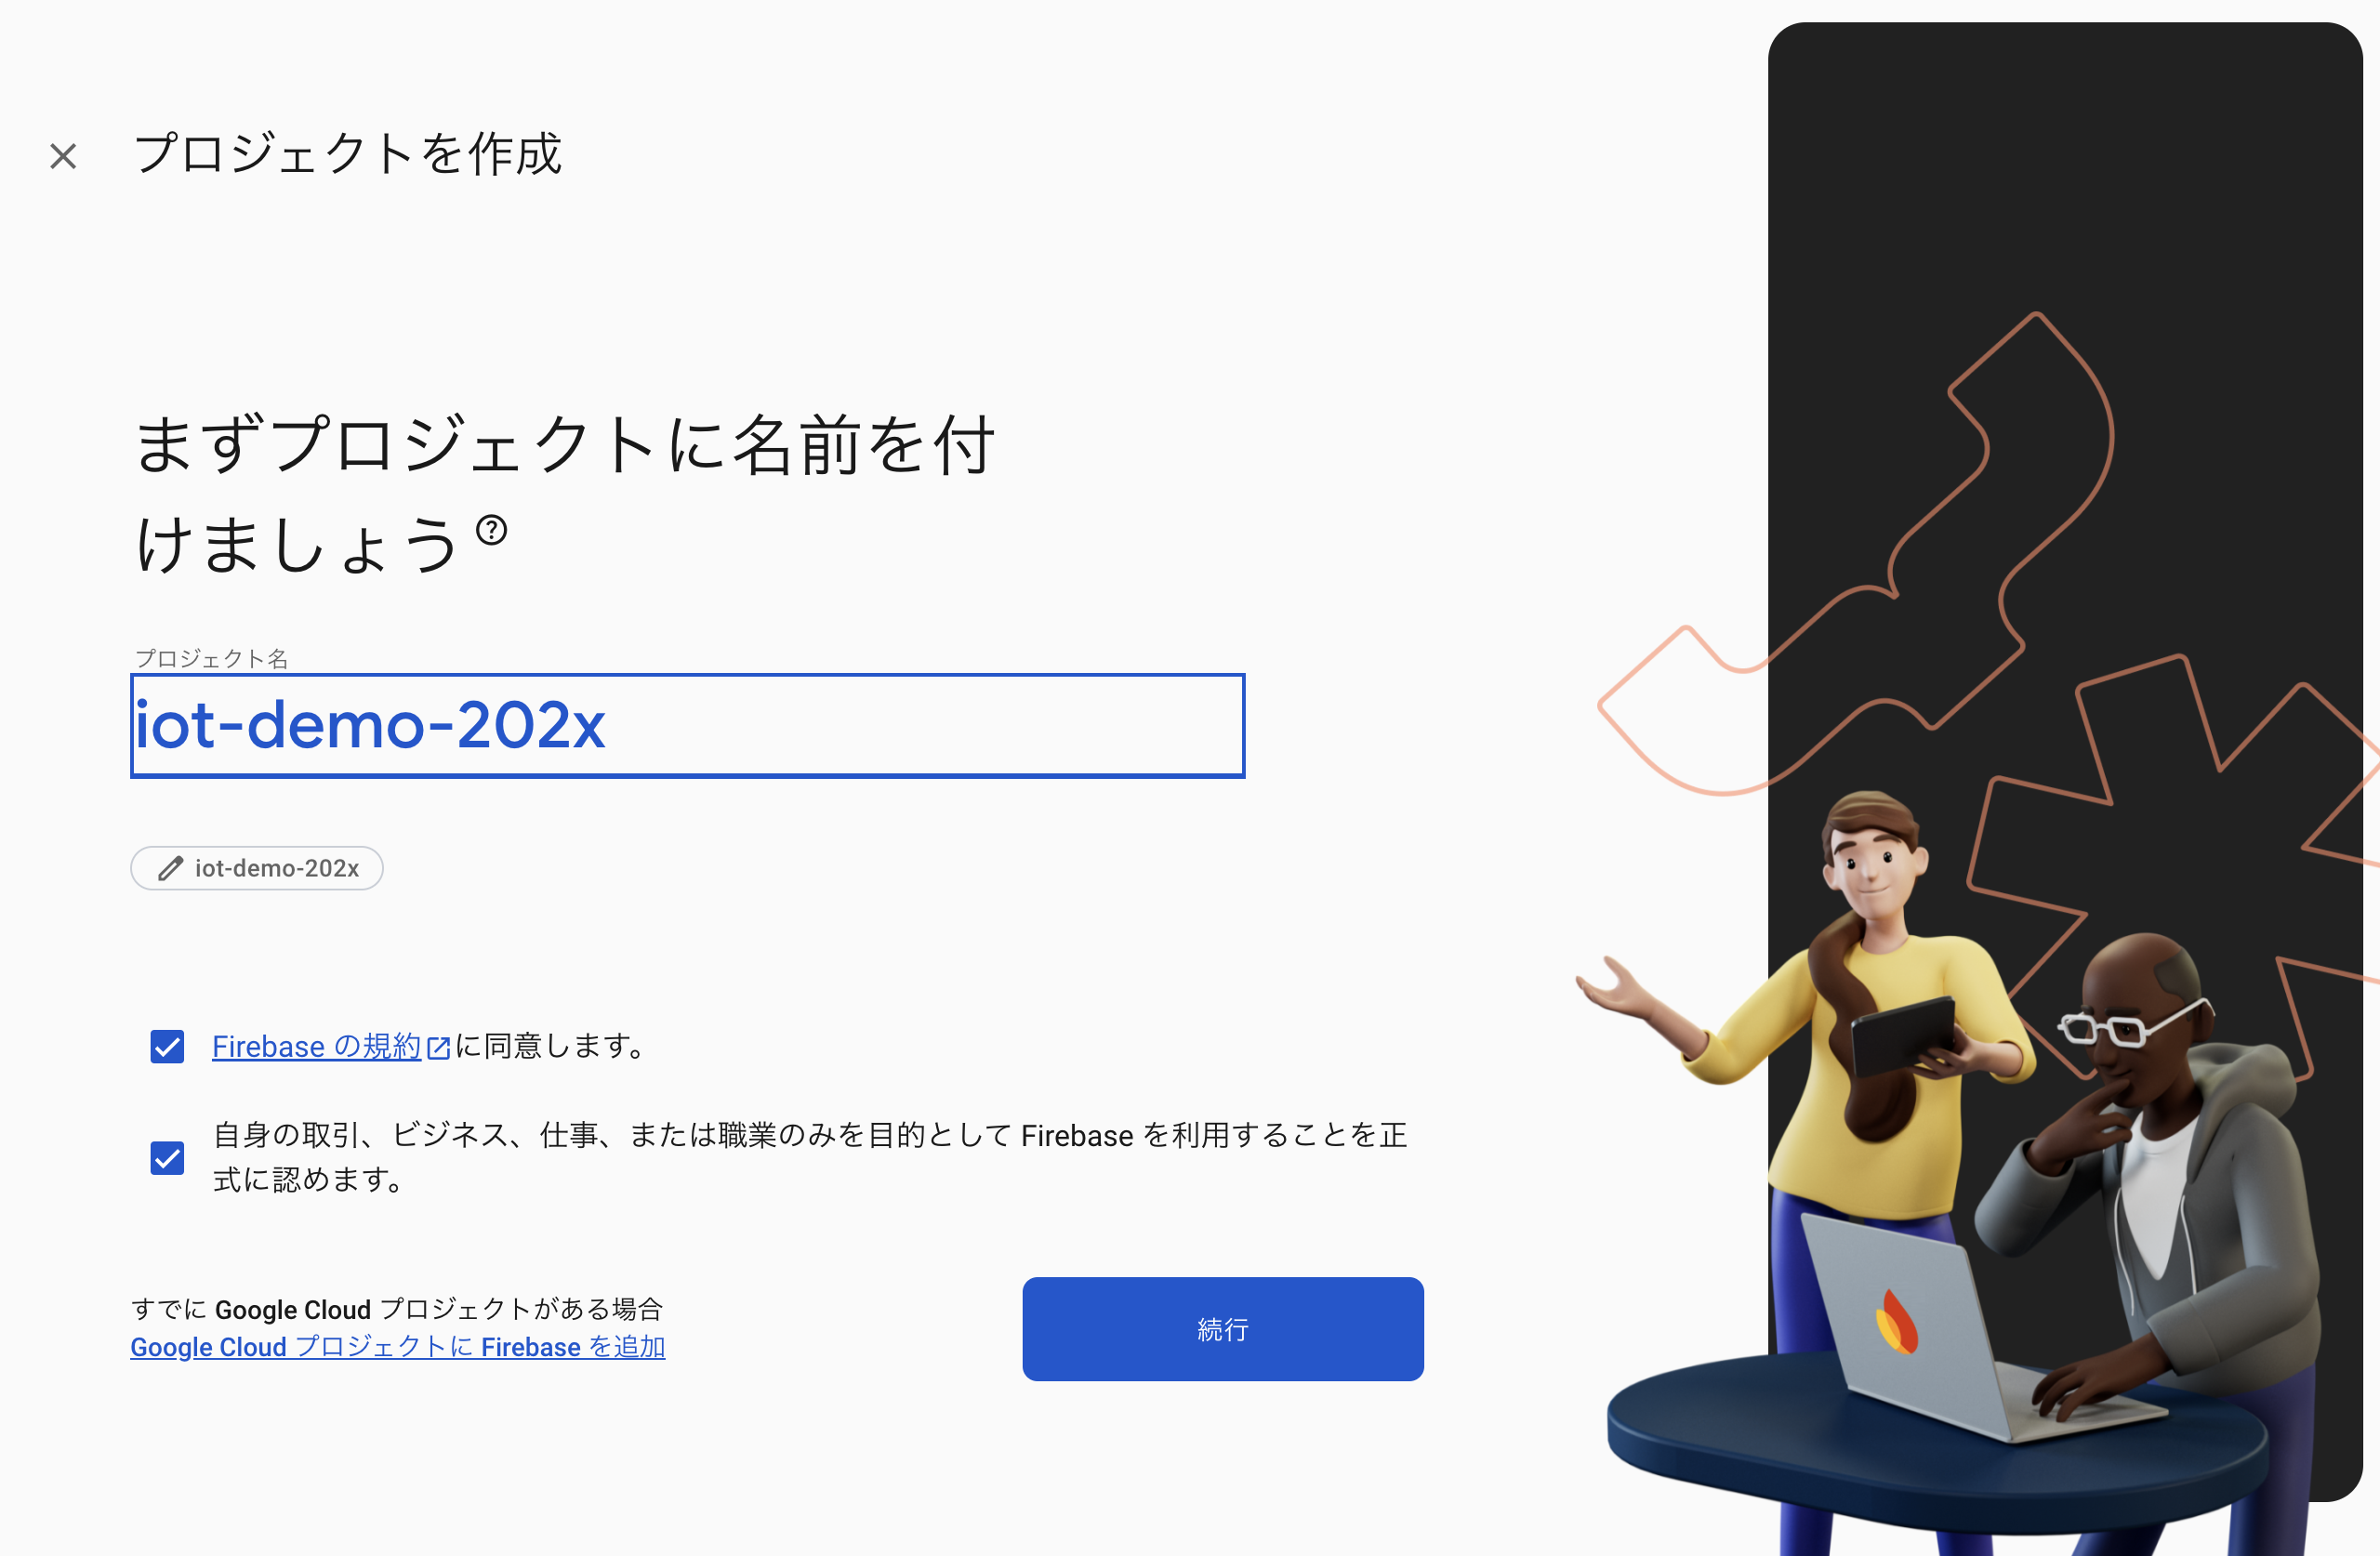 プロジェクトを作成
まずプロジェクトに名前を付
けましょう
プロジェクト名
iot-demo-202x
iot-demo-202x
Firebase の規約に同意します。
自身の取引、ビジネス、仕事、または職業のみを目的として Firebase を利用することを正
式に認めます。
すでに Google Cloud プロジェクトがある場合
Google Cloud プロジェクトに Firebase を追加
続行